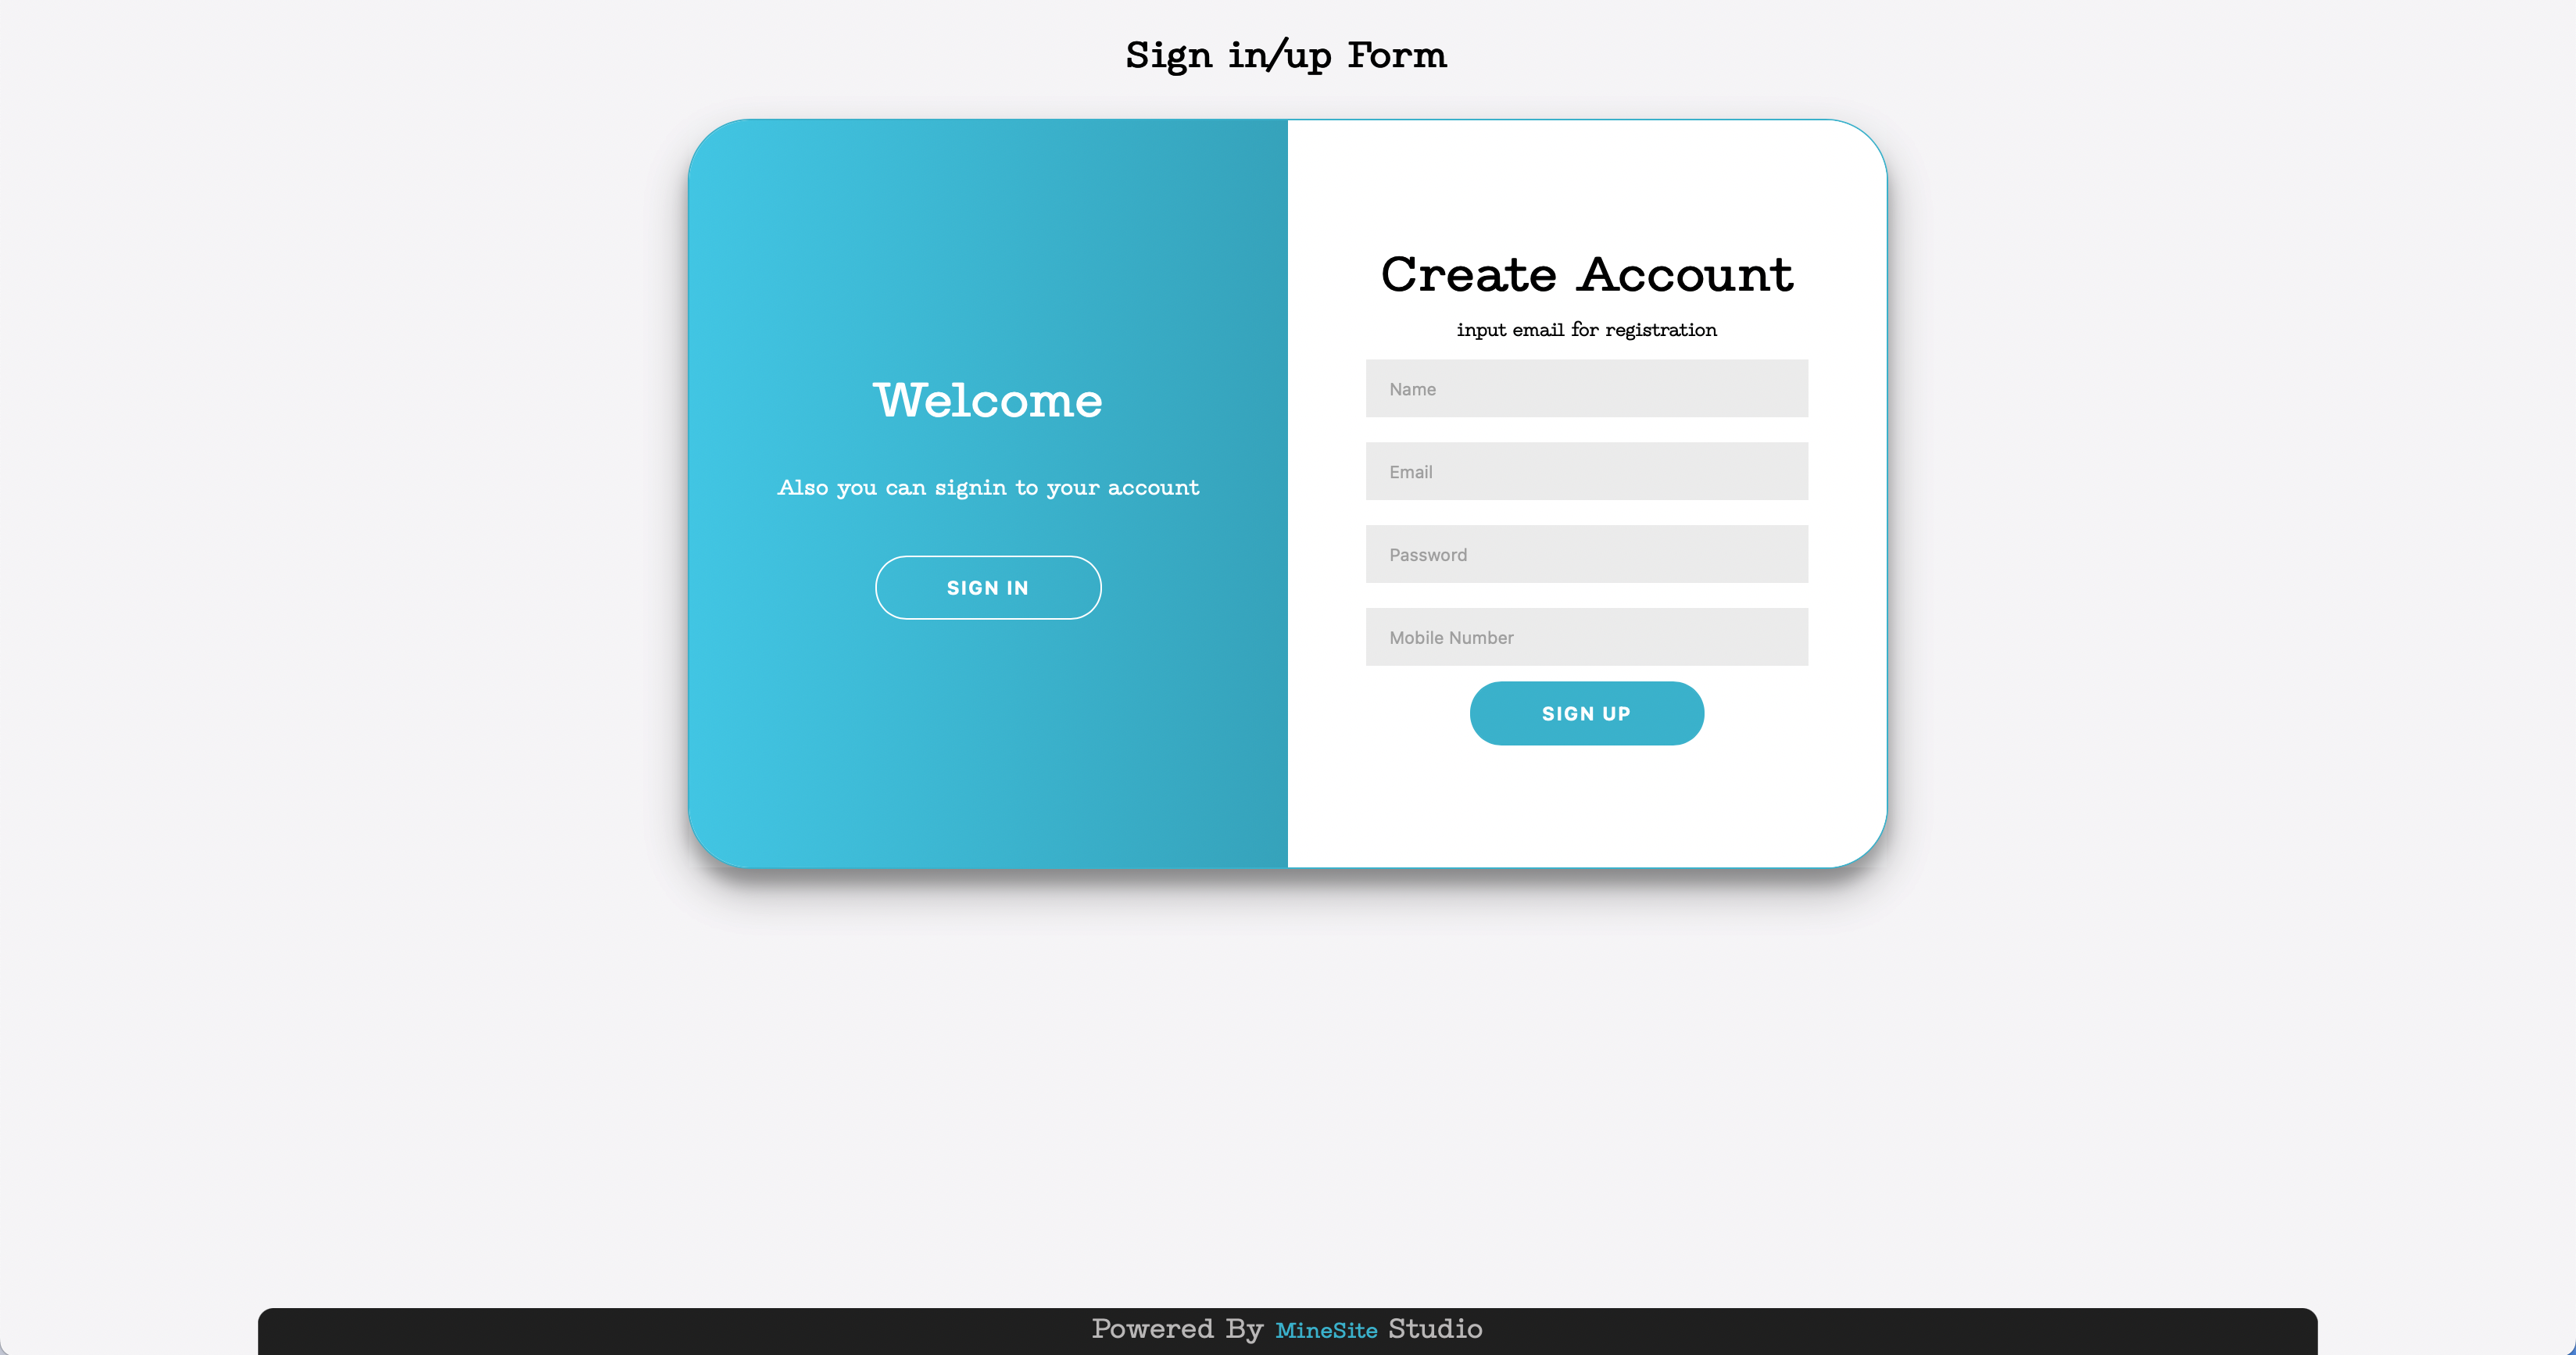 Sign in/up Form
Welcome
Also you can signin to your account
SIGN IN
Create Account
input email for registration
Name
Email
Password
Mobile Number
SIGN UP
Powered By MineSite Studio